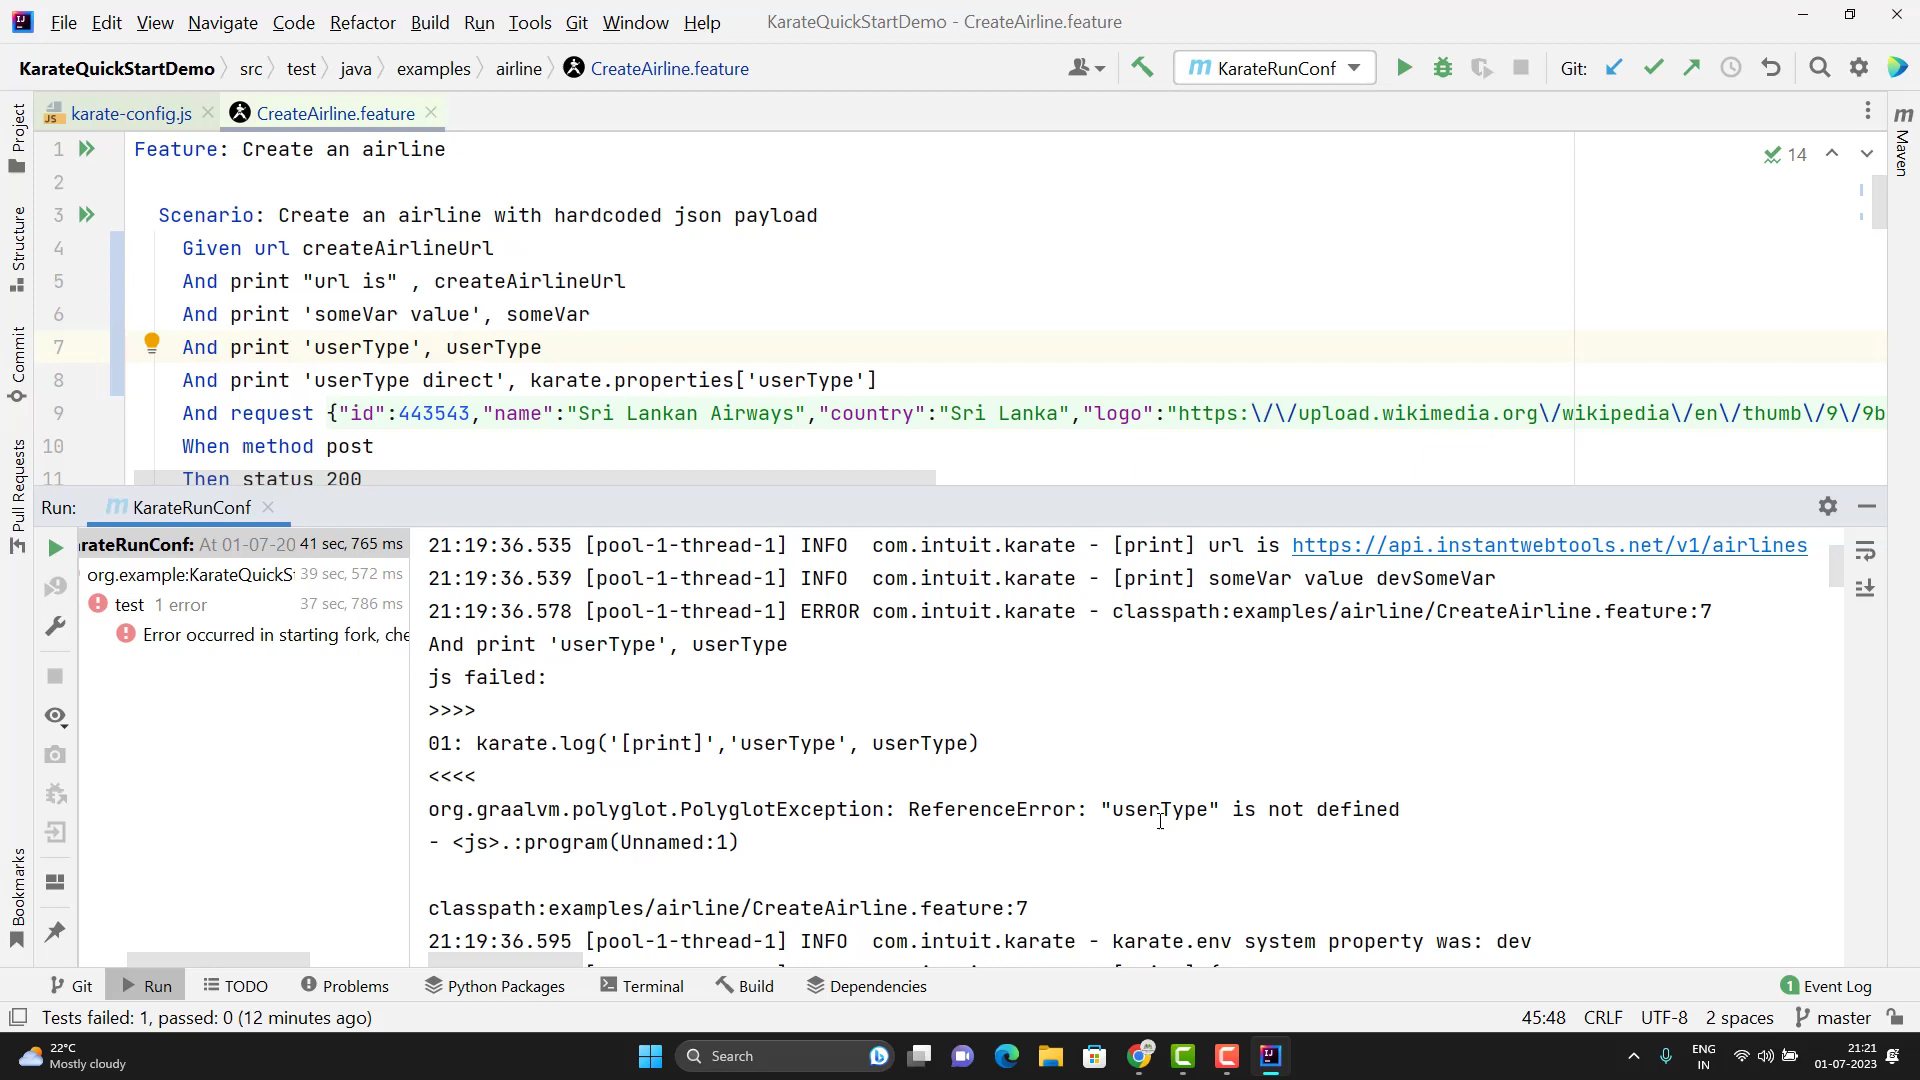 File Edit View Navigate Code Refactor Build Run Tools Git Window Help KarateQuickStartDemo - CreateAirline.feature
KarateQuickStartDemo src test java examples airline CreateAirline.feature KarateRunConf Git:
karate-config.js CreateAirline.feature
1 Feature: Create an airline 14
2
3 Scenario: Create an airline with hardcoded json payload
4 Given url createAirlineUrl
5 And print "url is" , createAirlineUrl
6 And print 'someVar value', someVar
7 And print 'userType', userType
8 And print 'userType direct', karate.properties['userType']
9 And request {"id":443543,"name":"Sri Lankan Airways","country":"Sri Lanka","logo":"https:\/\/upload.wikimedia.org\/wikipedia\/en\/thumb\/9\/9b
10 When method post
11 Then status 200
Project
Structure
Commit
Pull Requests
Bookmarks
Maven
Run: KarateRunConf
rateRunConf: At 01-07-20 41 sec, 765 ms
org.example:KarateQuickSt 39 sec, 572 ms
test 1 error 37 sec, 786 ms
Error occurred in starting fork, che
21:19:36.535 [pool-1-thread-1] INFO com.intuit.karate - [print] url is https://api.instantwebtools.net/v1/airlines
21:19:36.539 [pool-1-thread-1] INFO com.intuit.karate - [print] someVar value devSomeVar
21:19:36.578 [pool-1-thread-1] ERROR com.intuit.karate - classpath:examples/airline/CreateAirline.feature:7
And print 'userType', userType
js failed:
>>>>
01: karate.log('[print]','userType', userType)
<<<<
org.graalvm.polyglot.PolyglotException: ReferenceError: "userType" is not defined
- <js>.:program(Unnamed:1)
classpath:examples/airline/CreateAirline.feature:7
21:19:36.595 [pool-1-thread-1] INFO com.intuit.karate - karate.env system property was: dev
Git Run TODO Problems Python Packages Terminal Build Dependencies 1 Event Log
Tests failed: 1, passed: 0 (12 minutes ago) 45:48 CRLF UTF-8 2 spaces master
22°C
Mostly cloudy
Search
ENG
IN
21:21
01-07-2023